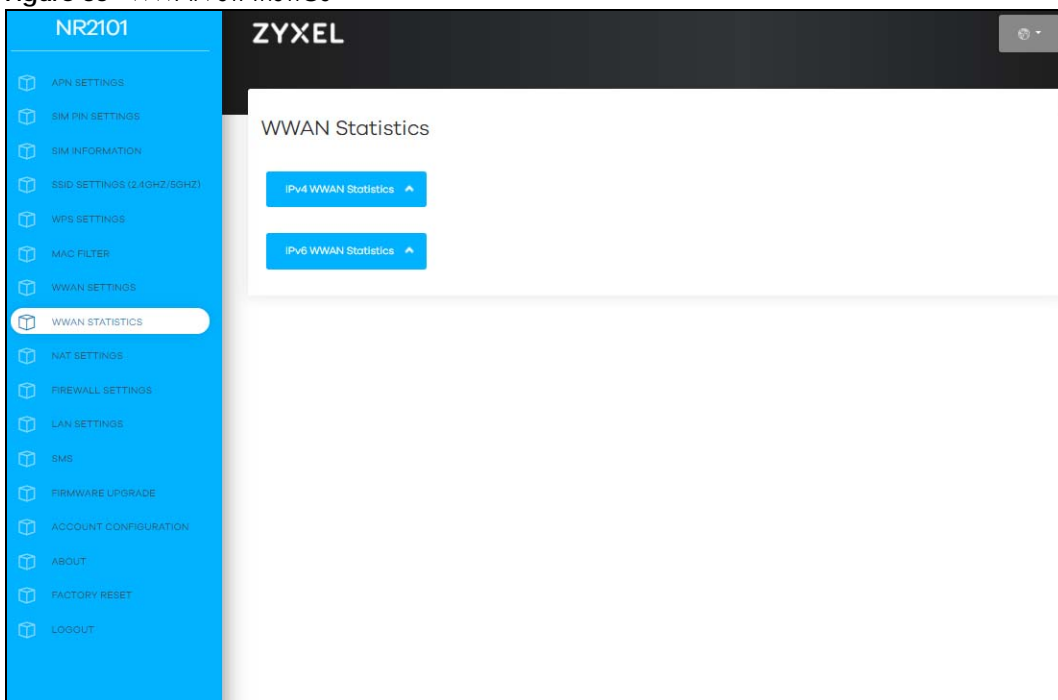 NR2101
APN SETTINGS
SIM PIN SETTINGS
SIM INFORMATION
SSID SETTINGS (2.4GHZ/5GHZ)
WPS SETTINGS
MAC FILTER
WWAN SETTINGS
WWAN STATISTICS
NAT SETTINGS
FIREWALL SETTINGS
LAN SETTINGS
SMS
FIRMWARE UPGRADE
ACCOUNT CONFIGURATION
ABOUT
FACTORY RESET
LOGOUT
ZYXEL
WWAN Statistics
IPv4 WWAN Statistics
IPv6 WWAN Statistics